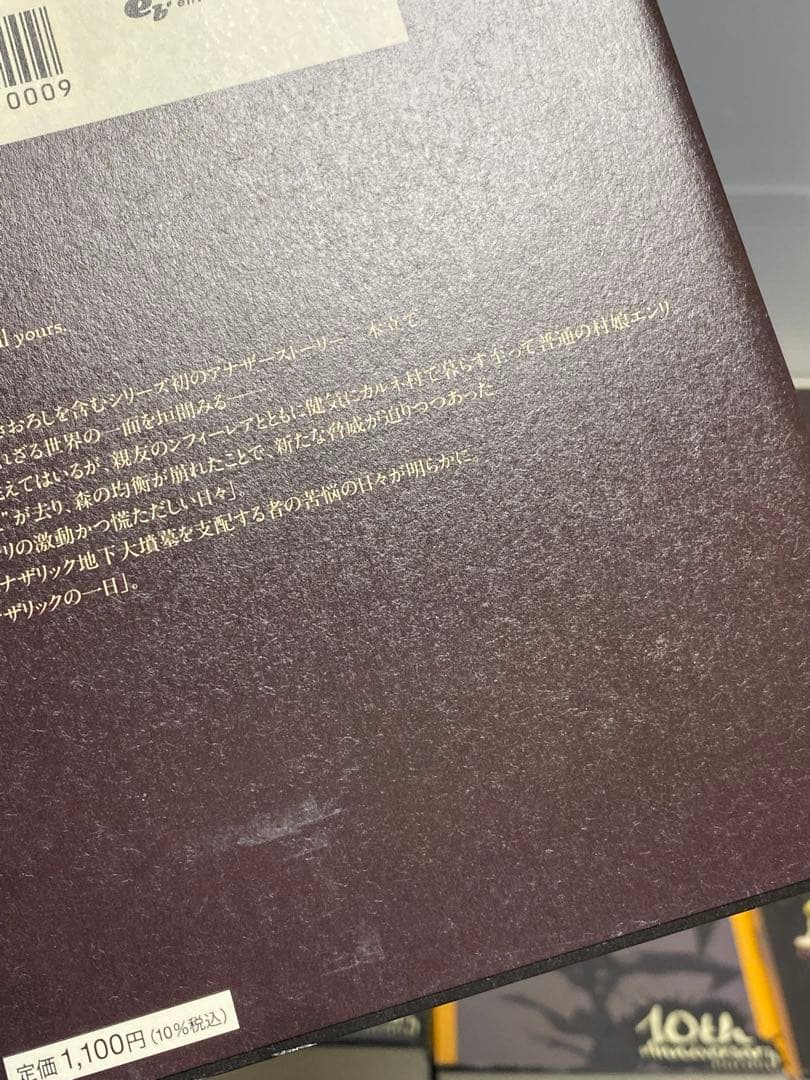 0009
eb!
yours.
おろしを含むシリーズ初のアナザーストーリー二本立て。
れざる世界の一面を垣間みる――
えてはいるが、親友のンフィーレアとともに健気にカルネ村で暮らす至って普通の村娘エンリ
”が去り、森の均衡が崩れたことで、新たな脅威が迫りつつあった
リの激動かつ慌ただしい日々」。
ナザリック地下大墳墓を支配する者の苦悩の日々が明らかに。
ザリックの一日」。
定価1,100円(10%税込)
10th
Anniversary